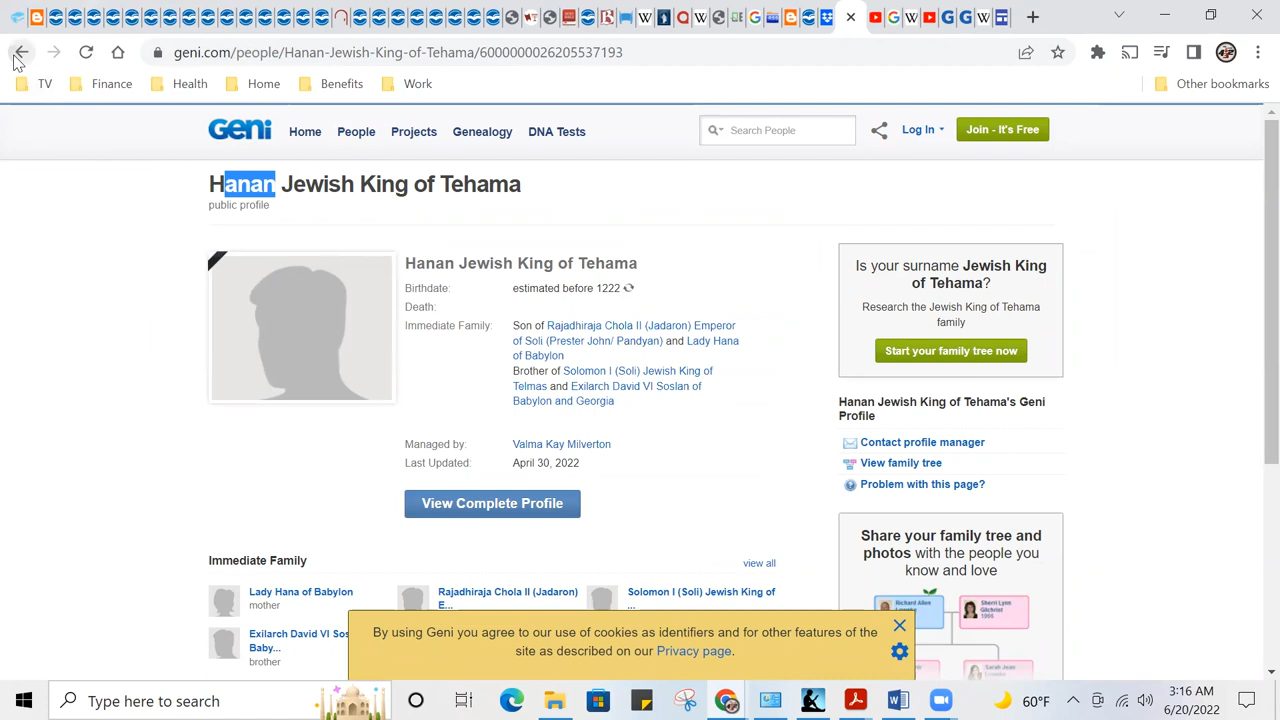 geni.com/people/Hanan-Jewish-King-of-Tehama/6000000026205537193
TV Finance Health Home Benefits Work Other bookmarks
Geni Home People Projects Genealogy DNA Tests Search People Log In Join - It's Free
Hanan Jewish King of Tehama
public profile
Hanan Jewish King of Tehama
Birthdate: estimated before 1222
Death:
Immediate Family: Son of Rajadhiraja Chola II (Jadaron) Emperor
of Soli (Prester John/ Pandyan) and Lady Hana
of Babylon
Brother of Solomon I (Soli) Jewish King of
Telmas and Exilarch David VI Soslan of
Babylon and Georgia
Managed by: Valma Kay Milverton
Last Updated: April 30, 2022
View Complete Profile
Is your surname Jewish King
of Tehama?
Research the Jewish King of Tehama
family
Start your family tree now
Hanan Jewish King of Tehama's Geni
Profile
Contact profile manager
View family tree
Problem with this page?
Share your family tree and
photos with the people you
know and love
Richard Allen
Sherri Lynn
Gilchrist
Sarah Jean
Immediate Family view all
Lady Hana of Babylon
mother
Rajadhiraja Chola II (Jadaron)
E...
Solomon I (Soli) Jewish King of
...
Exilarch David VI Sos
Baby...
brother
By using Geni you agree to our use of cookies as identifiers and for other features of the
site as described on our Privacy page.
Type here to search
60°F
3:16 AM
6/20/2022